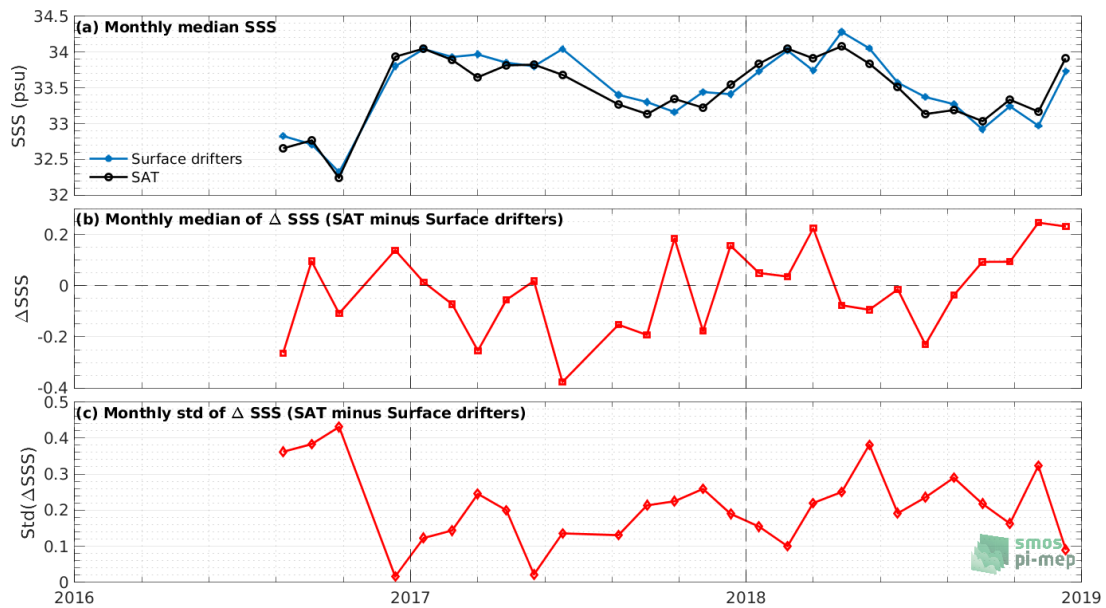 (a) Monthly median SSS
34.5
34
33.5
33
32.5
32
SSS (psu)
Surface drifters
SAT
(b) Monthly median of Δ SSS (SAT minus Surface drifters)
0.2
0
-0.2
-0.4
ΔSSS
(c) Monthly std of Δ SSS (SAT minus Surface drifters)
0.5
0.4
0.3
0.2
0.1
0
Std(ΔSSS)
smos
pi-mep
2016
2017
2018
2019